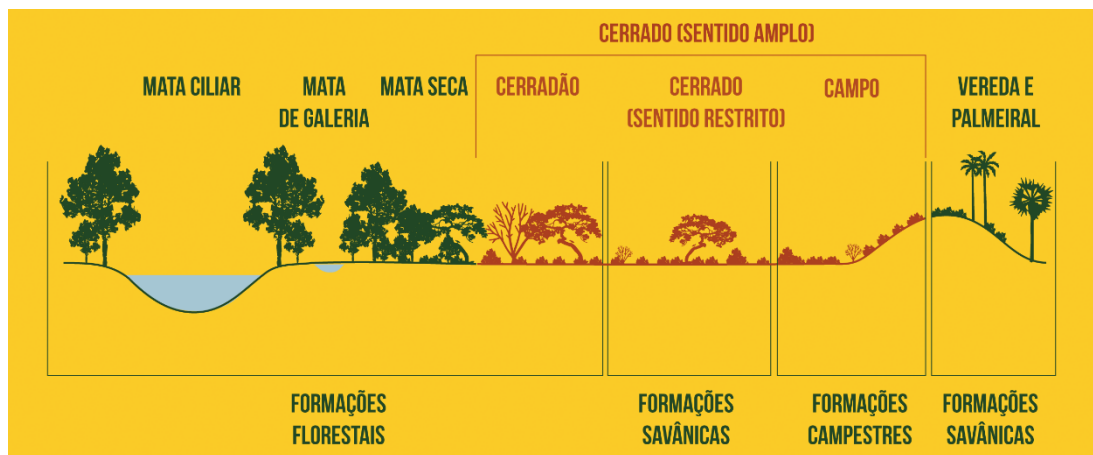 CERRADO (SENTIDO AMPLO)
MATA CILIAR
MATA
DE GALERIA
MATA SECA
CERRADÃO
CERRADO
(SENTIDO RESTRITO)
CAMPO
VEREDA E
PALMEIRAL
FORMAÇÕES
FLORESTAIS
FORMAÇÕES
SAVÂNICAS
FORMAÇÕES
CAMPESTRES
FORMAÇÕES
SAVÂNICAS